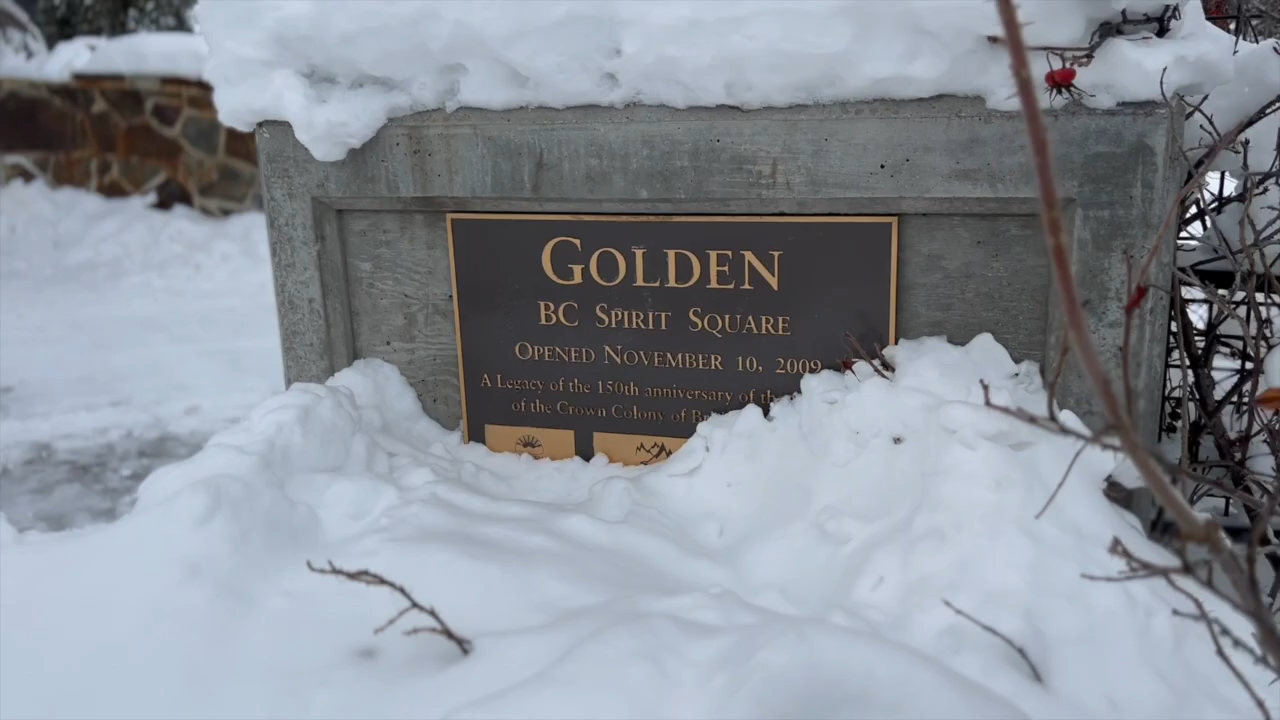 GOLDEN
BC SPIRIT SQUARE
OPENED NOVEMBER 10, 2009
A Legacy of the 150th anniversary of
of the Crown Colony of